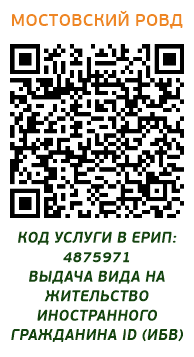 МОСТОВСКИЙ РОВД
КОД УСЛУГИ В ЕРИП:
4875971
ВЫДАЧА ВИДА НА
ЖИТЕЛЬСТВО
ИНОСТРАННОГО
ГРАЖДАНИНА ID (ИБВ)